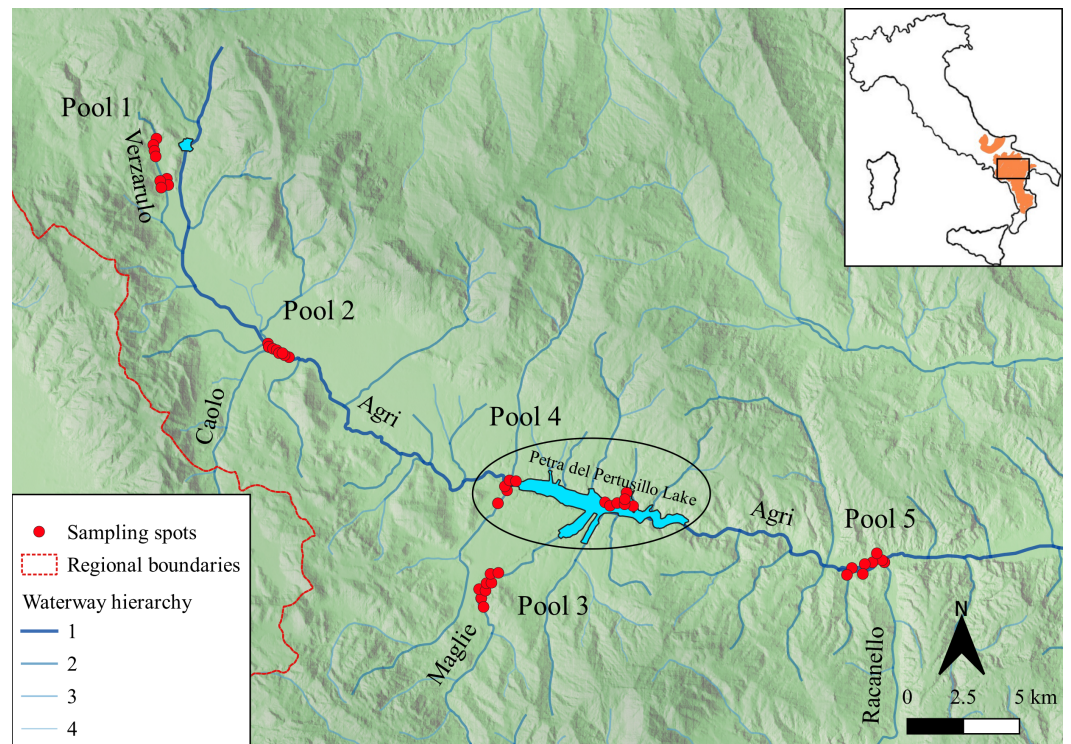 Pool 1
Verzarulo
Pool 2
Caolo
Agri
Pool 4
Petra del Pertusillo Lake
Agri
Pool 5
Pool 3
Maglie
Racanello
Sampling spots
Regional boundaries
Waterway hierarchy
1
2
3
4
N
0 2.5 5 km